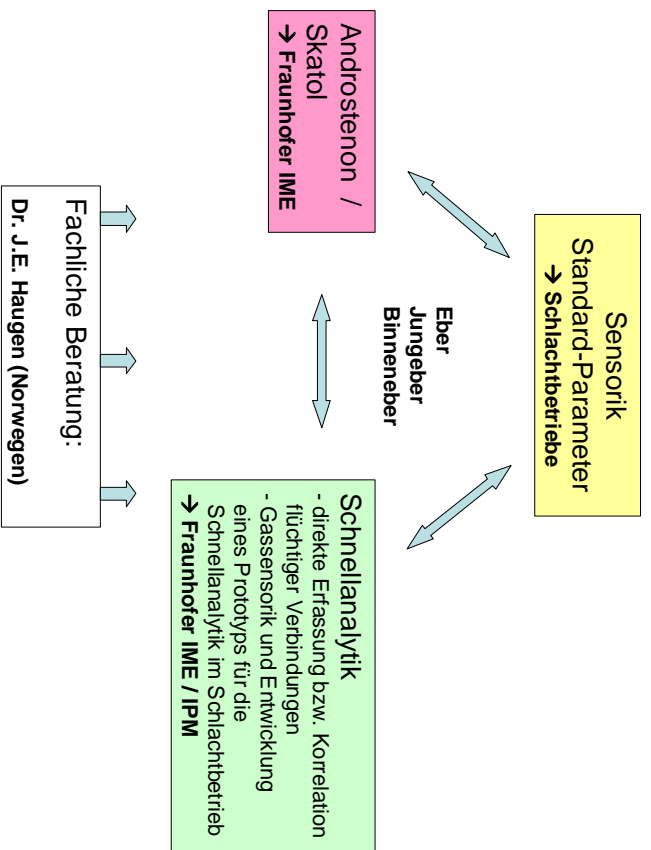 Sensorik
Standard-Parameter
→ Schlachtbetriebe
Androstenon /
Skatol
→ Fraunhofer IME
Eber
Jungeber
Binneneber
Schnellanalytik
- direkte Erfassung bzw. Korrelation
flüchtiger Verbindungen
- Gassensorik und Entwicklung
eines Prototyps für die
Schnellanalytik im Schlachtbetrieb
→ Fraunhofer IME / IPM
Fachliche Beratung:
Dr. J.E. Haugen (Norwegen)